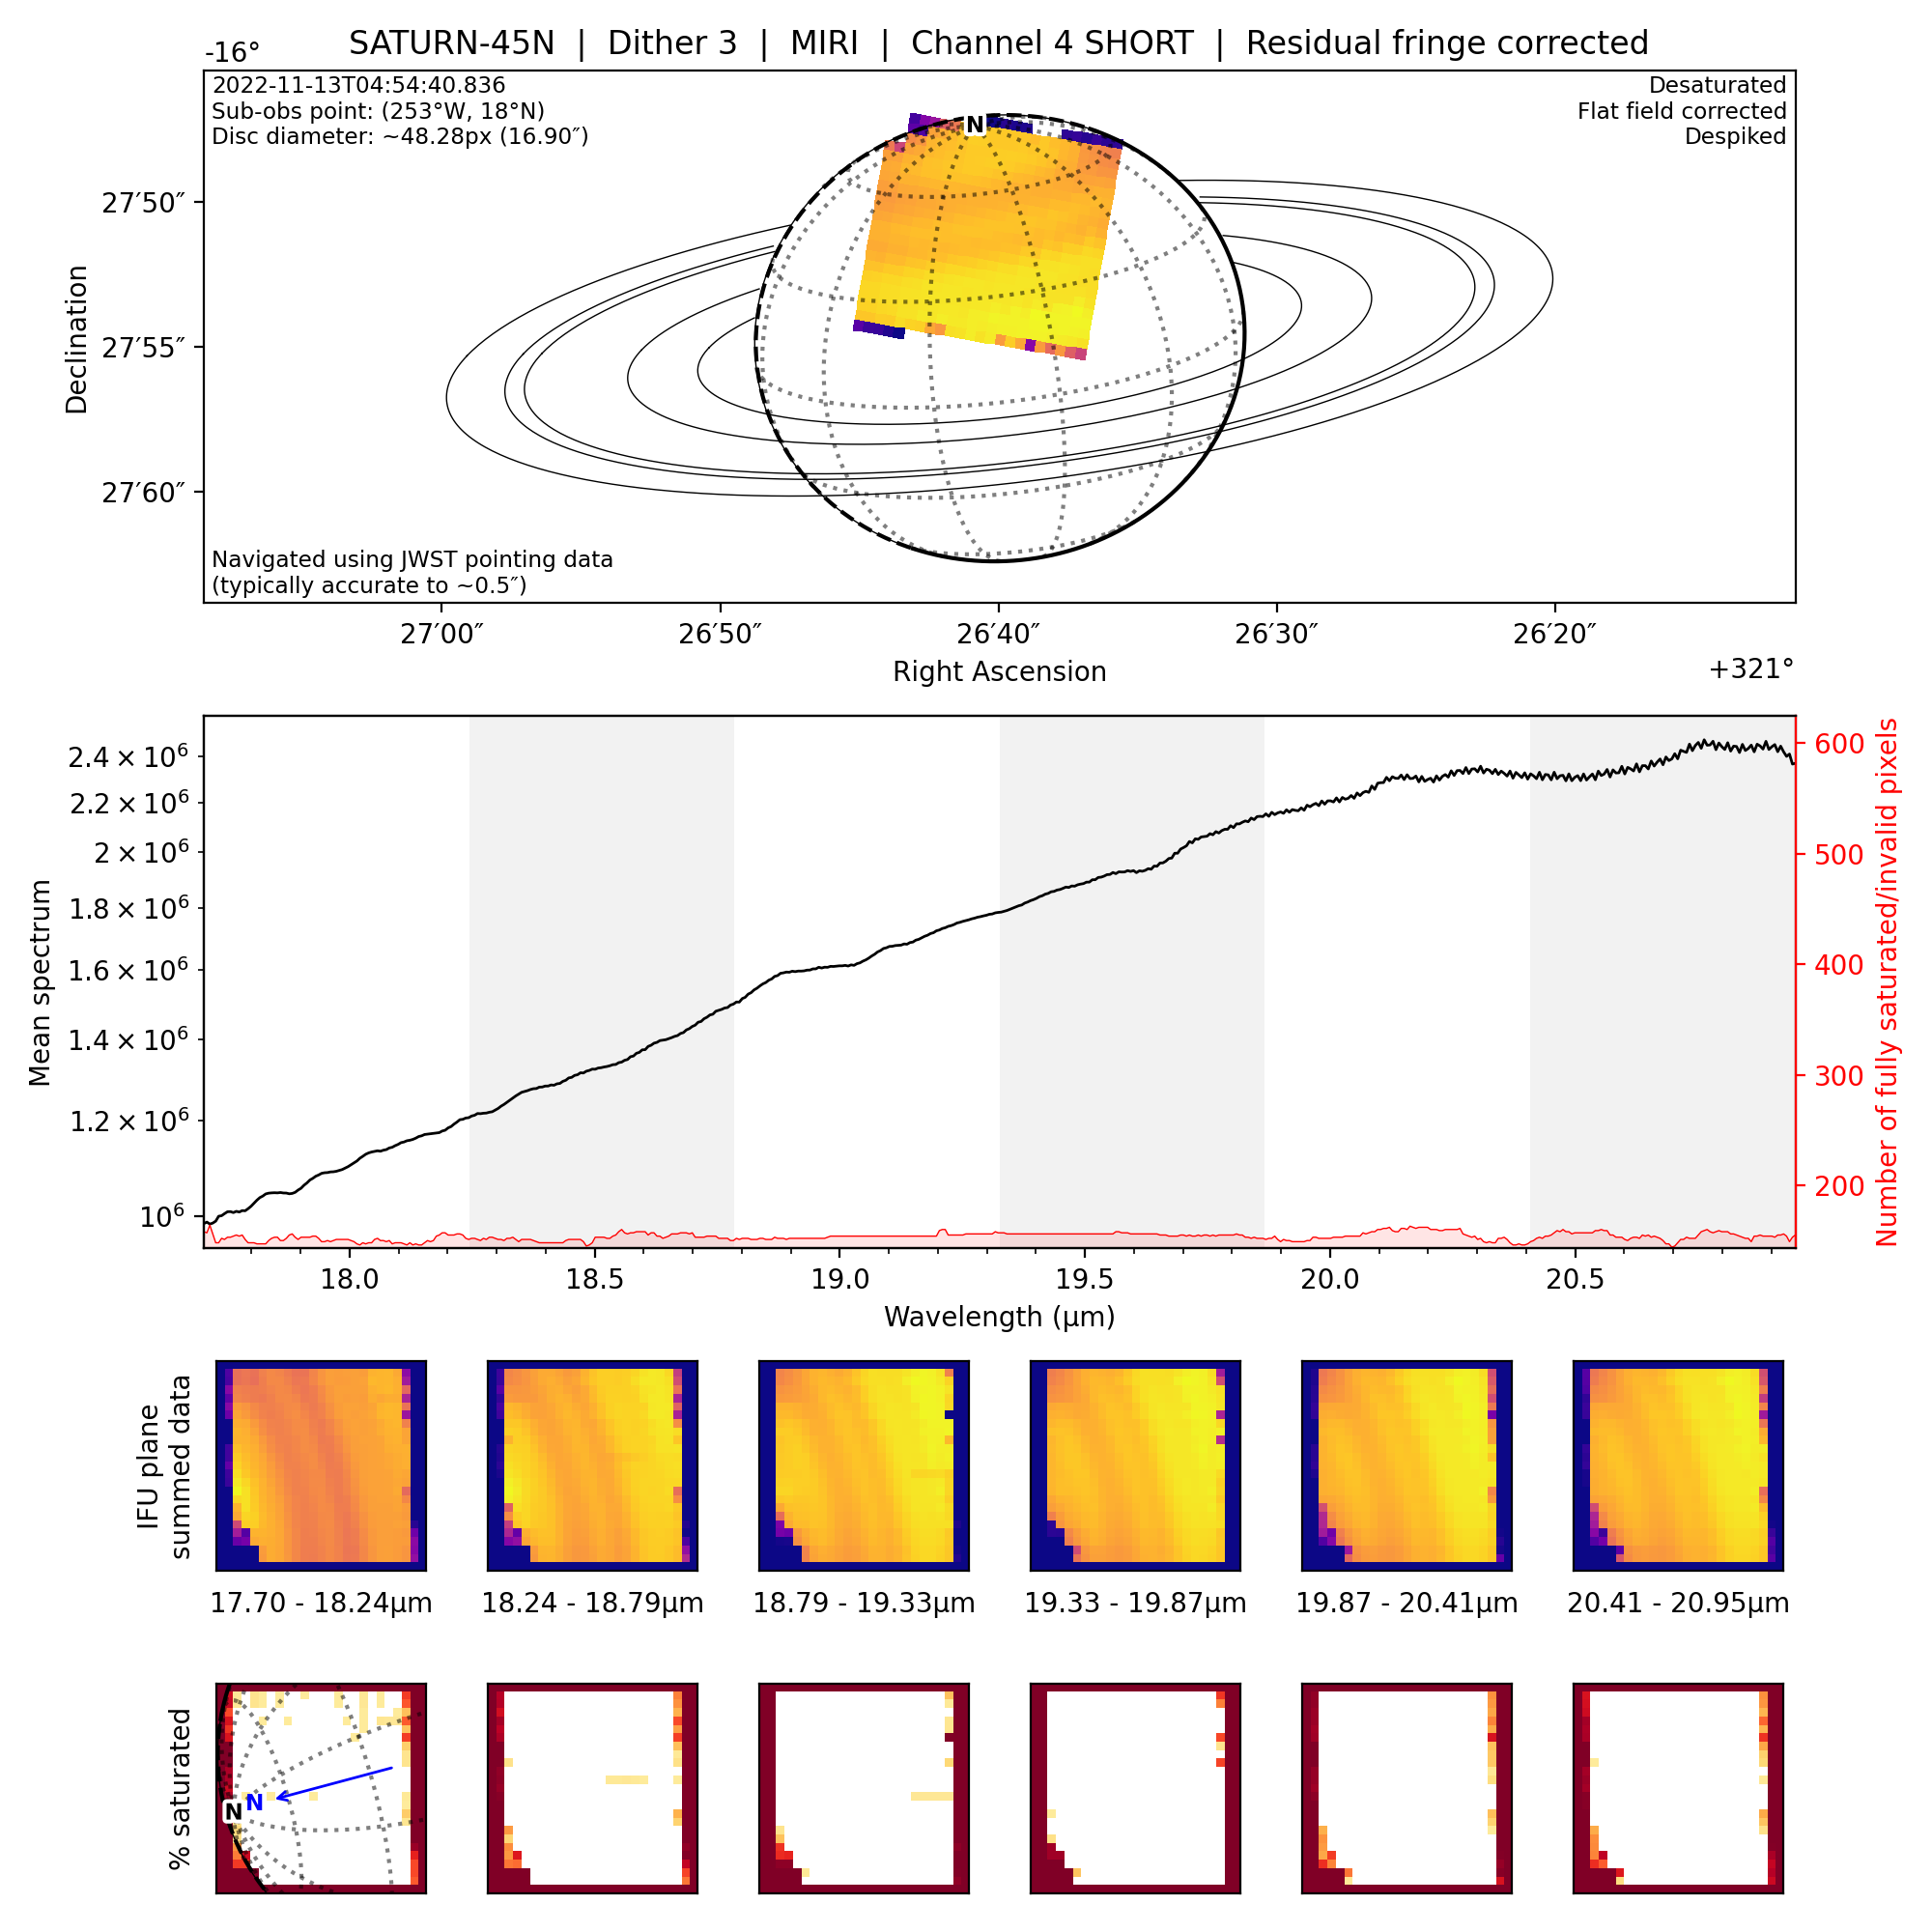 SATURN-45N | Dither 3 | MIRI | Channel 4 SHORT | Residual fringe corrected
-16°
2022-11-13T04:54:40.836
Sub-obs point: (253°W, 18°N)
Disc diameter: ~48.28px (16.90″)
Desaturated
Flat field corrected
Despiked
N
Declination
27′50″
27′55″
27′60″
Navigated using JWST pointing data
(typically accurate to ~0.5″)
27′00″ 26′50″ 26′40″ 26′30″ 26′20″
Right Ascension
+321°
Mean spectrum
2.4 × 10⁶
2.2 × 10⁶
2 × 10⁶
1.8 × 10⁶
1.6 × 10⁶
1.4 × 10⁶
1.2 × 10⁶
10⁶
600
500
400
300
200
Number of fully saturated/invalid pixels
18.0 18.5 19.0 19.5 20.0 20.5
Wavelength (µm)
IFU plane
summed data
17.70 - 18.24µm 18.24 - 18.79µm 18.79 - 19.33µm 19.33 - 19.87µm 19.87 - 20.41µm 20.41 - 20.95µm
% saturated
N N